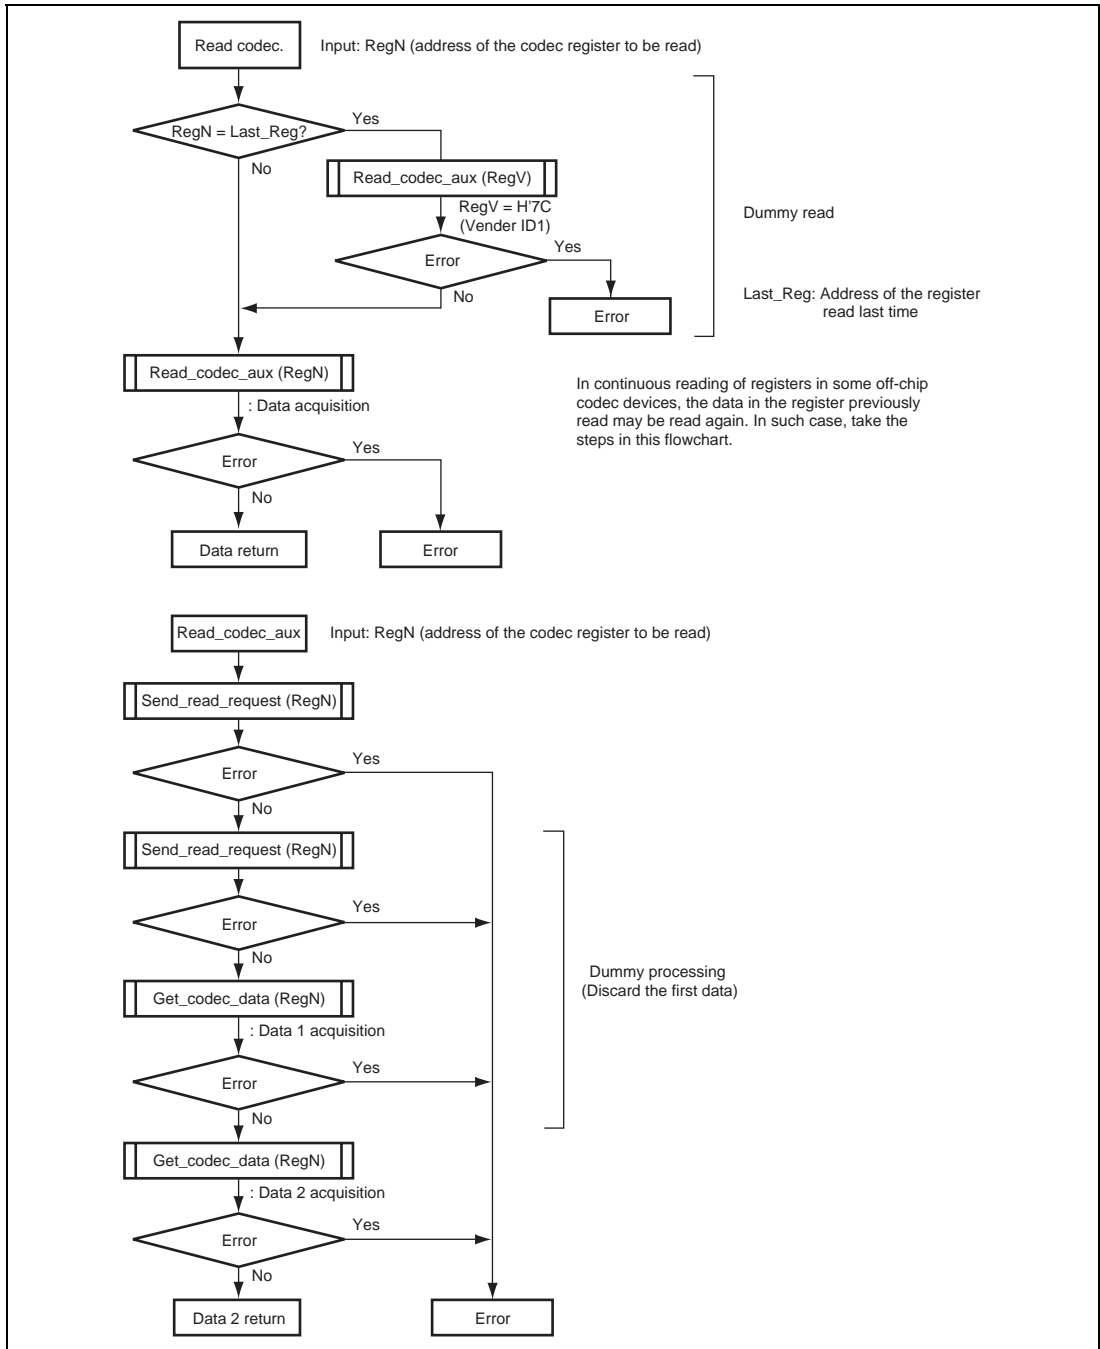 Read codec.
Input: RegN (address of the codec register to be read)
RegN = Last_Reg?
Yes
No
Read_codec_aux (RegV)
RegV = H'7C
(Vender ID1)
Error
Yes
No
Error
Dummy read
Last_Reg: Address of the register
read last time
Read_codec_aux (RegN)
: Data acquisition
Error
Yes
No
Data return
Error
In continuous reading of registers in some off-chip
codec devices, the data in the register previously
read may be read again. In such case, take the
steps in this flowchart.
Read_codec_aux
Input: RegN (address of the codec register to be read)
Send_read_request (RegN)
Error
Yes
No
Send_read_request (RegN)
Error
Yes
No
Get_codec_data (RegN)
: Data 1 acquisition
Error
Yes
No
Dummy processing
(Discard the first data)
Get_codec_data (RegN)
: Data 2 acquisition
Error
Yes
No
Data 2 return
Error